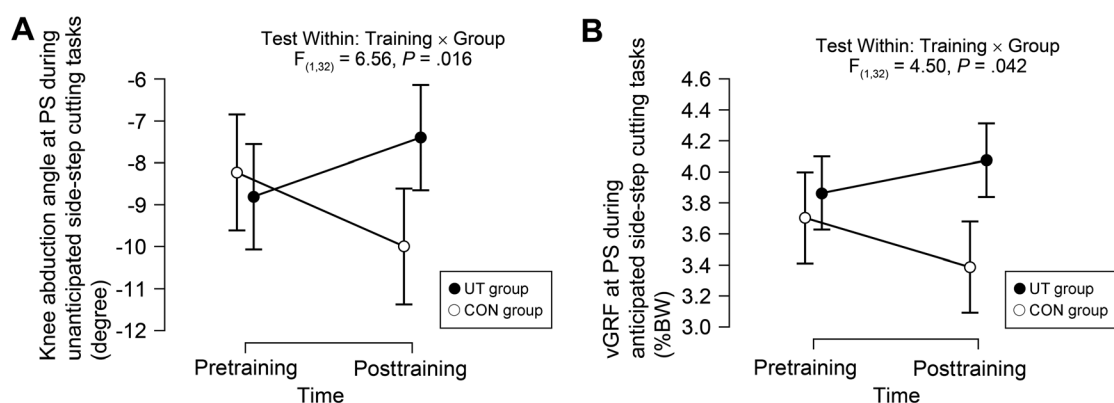 A
Test Within: Training × Group
F(1,32) = 6.56, P = .016
Knee abduction angle at PS during
unanticipated side-step cutting tasks
(degree)
-6
-7
-8
-9
-10
-11
-12
UT group
CON group
Pretraining
Posttraining
Time
B
Test Within: Training × Group
F(1,32) = 4.50, P = .042
vGRF at PS during
anticipated side-step cutting tasks
(%BW)
4.6
4.4
4.2
4.0
3.8
3.6
3.4
3.2
3.0
UT group
CON group
Pretraining
Posttraining
Time